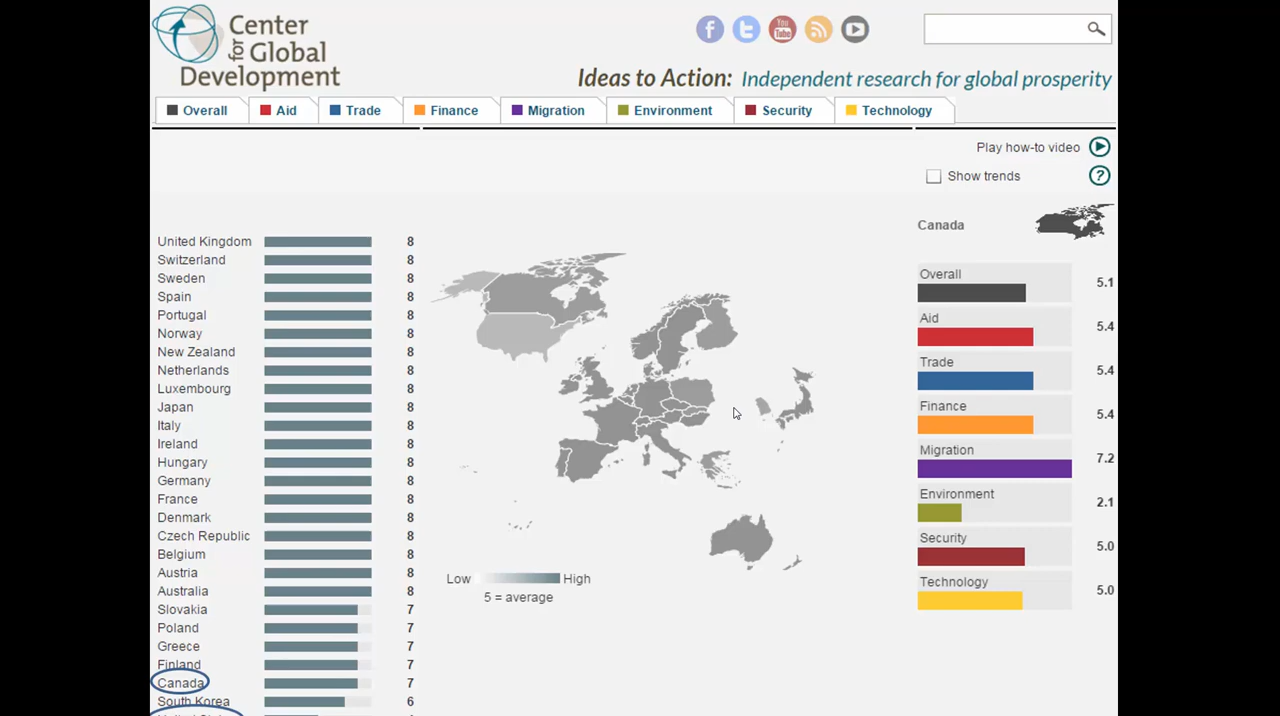 Center
for Global
Development
Ideas to Action: Independent research for global prosperity
Overall Aid Trade Finance Migration Environment Security Technology
Play how-to video
Show trends ?
United Kingdom 8
Switzerland 8
Sweden 8
Spain 8
Portugal 8
Norway 8
New Zealand 8
Netherlands 8
Luxembourg 8
Japan 8
Italy 8
Ireland 8
Hungary 8
Germany 8
France 8
Denmark 8
Czech Republic 8
Belgium 8
Austria 8
Australia 8
Slovakia 7
Poland 7
Greece 7
Finland 7
Canada 7
South Korea 6
Low High
5 = average
Canada
Overall 5.1
Aid 5.4
Trade 5.4
Finance 5.4
Migration 7.2
Environment 2.1
Security 5.0
Technology 5.0